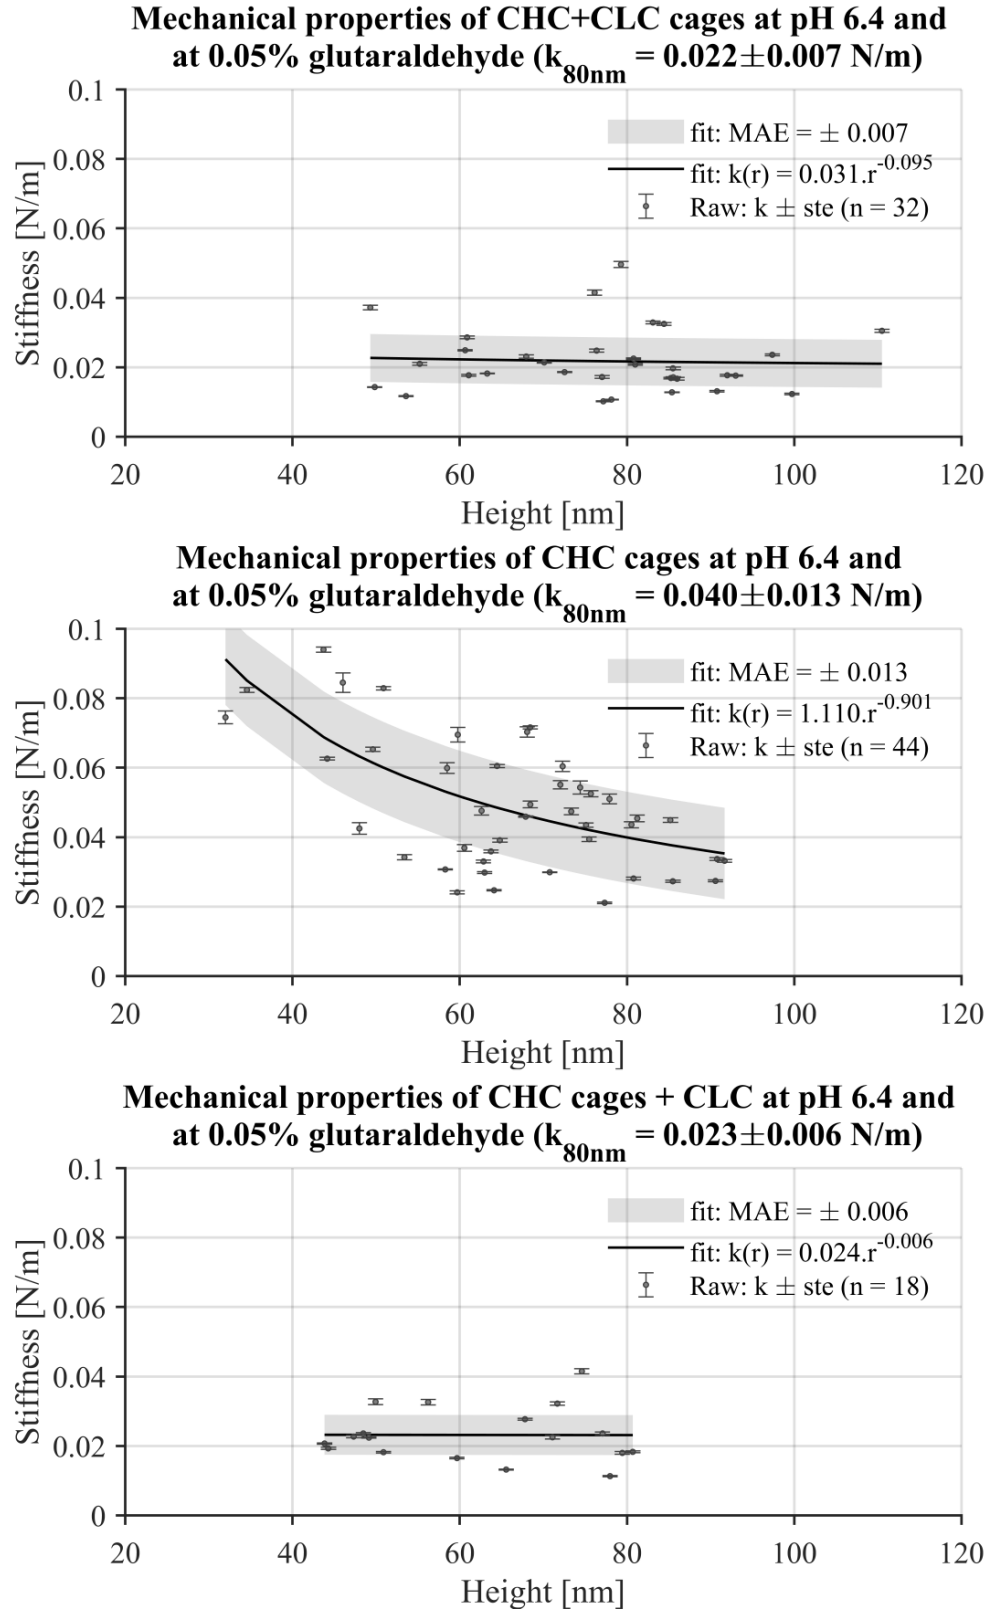 Mechanical properties of CHC+CLC cages at pH 6.4 and
at 0.05% glutaraldehyde (k80nm = 0.022±0.007 N/m)
0.1
0.08
0.06
0.04
0.02
0
Stiffness [N/m]
fit: MAE = ± 0.007
fit: k(r) = 0.031.r-0.095
Raw: k ± ste (n = 32)
20 40 60 80 100 120
Height [nm]
Mechanical properties of CHC cages at pH 6.4 and
at 0.05% glutaraldehyde (k80nm = 0.040±0.013 N/m)
0.1
0.08
0.06
0.04
0.02
0
Stiffness [N/m]
fit: MAE = ± 0.013
fit: k(r) = 1.110.r-0.901
Raw: k ± ste (n = 44)
20 40 60 80 100 120
Height [nm]
Mechanical properties of CHC cages + CLC at pH 6.4 and
at 0.05% glutaraldehyde (k80nm = 0.023±0.006 N/m)
0.1
0.08
0.06
0.04
0.02
0
Stiffness [N/m]
fit: MAE = ± 0.006
fit: k(r) = 0.024.r-0.006
Raw: k ± ste (n = 18)
20 40 60 80 100 120
Height [nm]